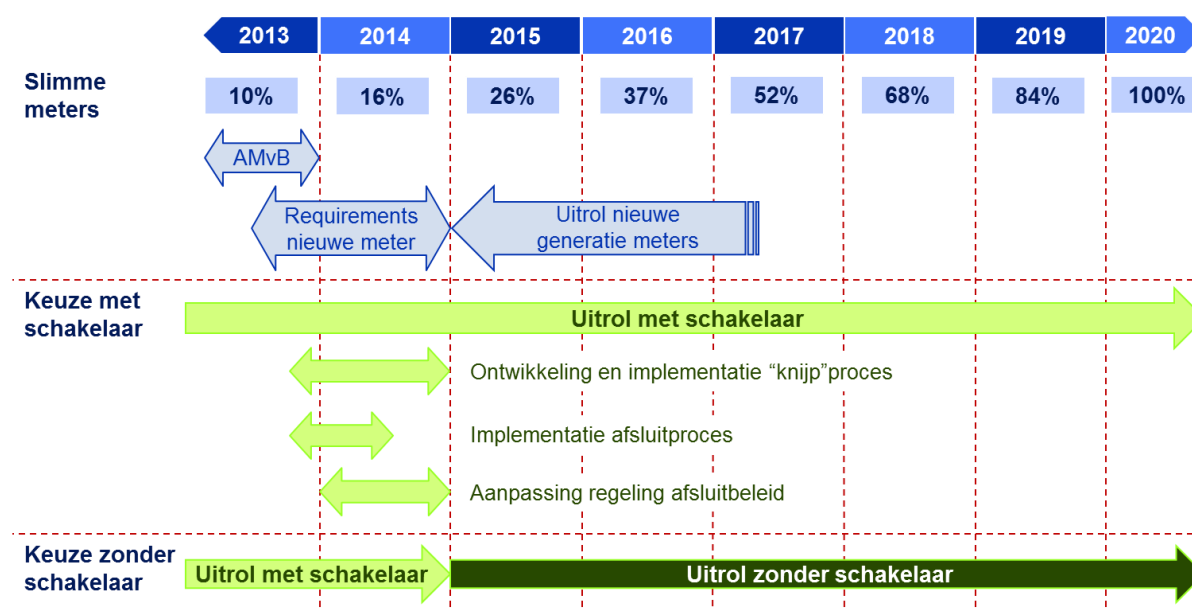 2013 2014 2015 2016 2017 2018 2019 2020
Slimme
meters
10% 16% 26% 37% 52% 68% 84% 100%
AMvB
Requirements
nieuwe meter
Uitrol nieuwe
generatie meters
Keuze met
schakelaar
Uitrol met schakelaar
Ontwikkeling en implementatie “knijp”proces
Implementatie afsluitproces
Aanpassing regeling afsluitbeleid
Keuze zonder
schakelaar
Uitrol met schakelaar
Uitrol zonder schakelaar